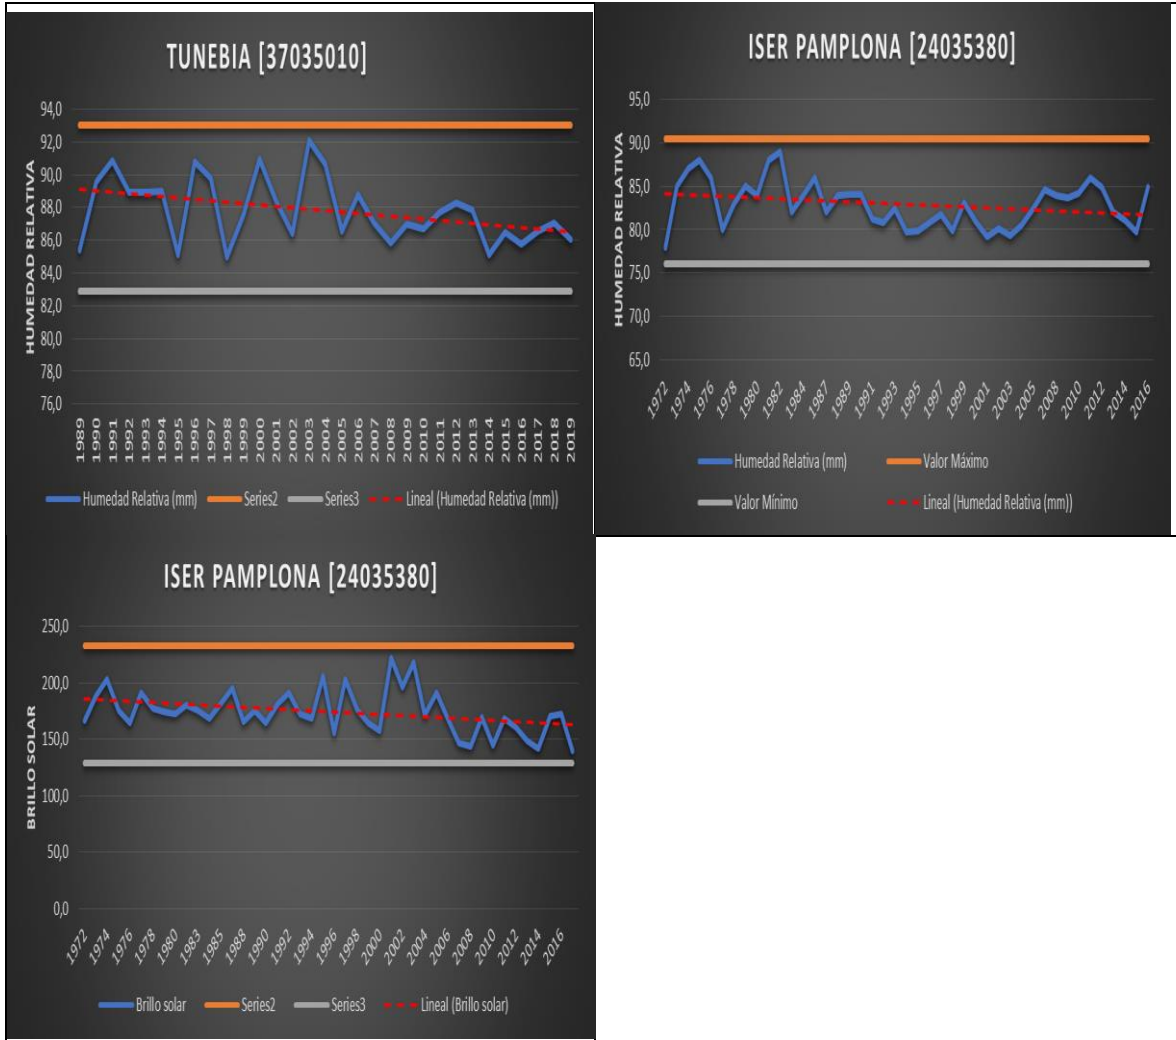 TUNEBIA [37035010]
HUMEDAD RELATIVA
94,0
92,0
90,0
88,0
86,0
84,0
82,0
80,0
78,0
76,0
1989 1990 1991 1992 1993 1994 1995 1996 1997 1998 1999 2000 2001 2002 2003 2004 2005 2006 2007 2008 2009 2010 2011 2012 2013 2014 2015 2016 2017 2018 2019
Humedad Relativa (mm) Series2 Series3 Lineal (Humedad Relativa (mm))
ISER PAMPLONA [24035380]
HUMEDAD RELATIVA
95,0
90,0
85,0
80,0
75,0
70,0
65,0
1972 1974 1976 1978 1980 1982 1984 1987 1989 1991 1993 1995 1997 1999 2001 2003 2005 2008 2010 2012 2014 2016
Humedad Relativa (mm) Valor Máximo
Valor Mínimo Lineal (Humedad Relativa (mm))
ISER PAMPLONA [24035380]
BRILLO SOLAR
250,0
200,0
150,0
100,0
50,0
0,0
1972 1974 1976 1978 1980 1983 1985 1988 1990 1992 1994 1996 1998 2000 2002 2004 2006 2008 2010 2012 2014 2016
Brillo solar Series2 Series3 Lineal (Brillo solar)